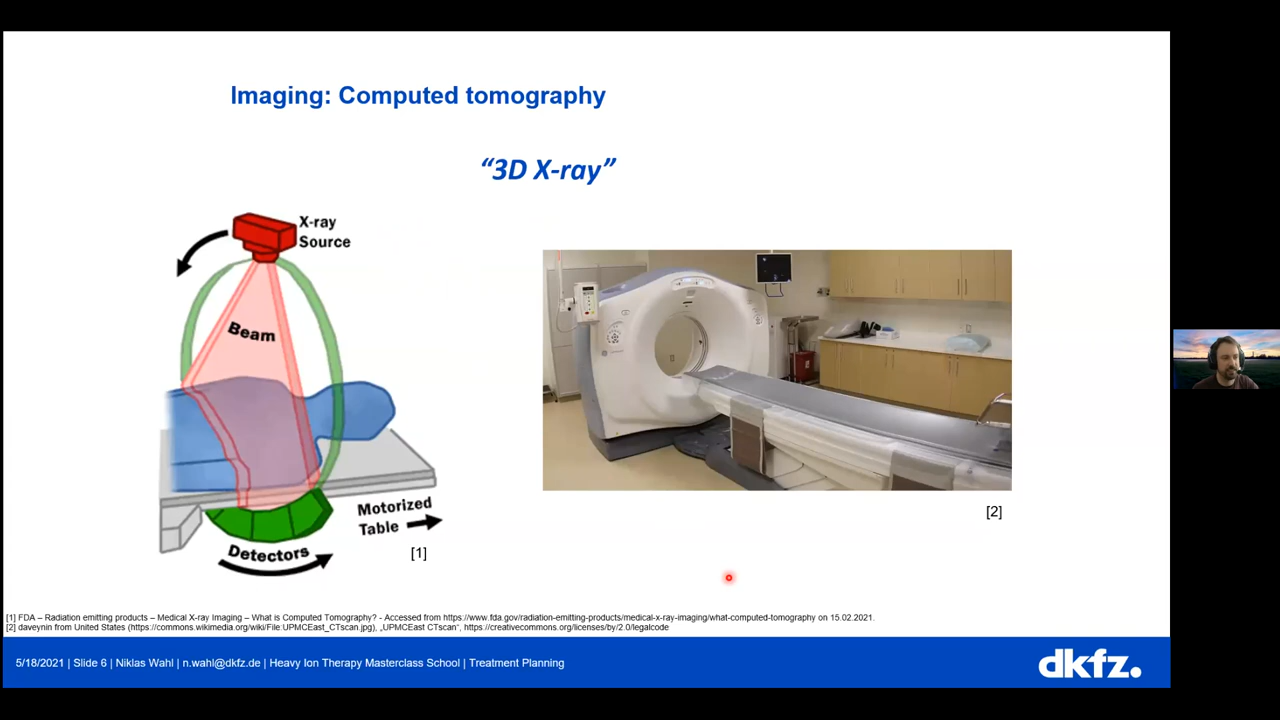 Imaging: Computed tomography
“3D X-ray”
X-ray
Source
Beam
Motorized
Table
Detectors
[1]
[2]
[1] FDA – Radiation emitting products – Medical X-ray Imaging – What is Computed Tomography? - Accessed from https://www.fda.gov/radiation-emitting-products/medical-x-ray-imaging/what-computed-tomography on 15.02.2021.
[2] daveynin from United States (https://commons.wikimedia.org/wiki/File:UPMCEast_CTscan.jpg), „UPMCEast CTscan“, https://creativecommons.org/licenses/by/2.0/legalcode
5/18/2021 | Slide 6 | Niklas Wahl | n.wahl@dkfz.de | Heavy Ion Therapy Masterclass School | Treatment Planning
dkfz.